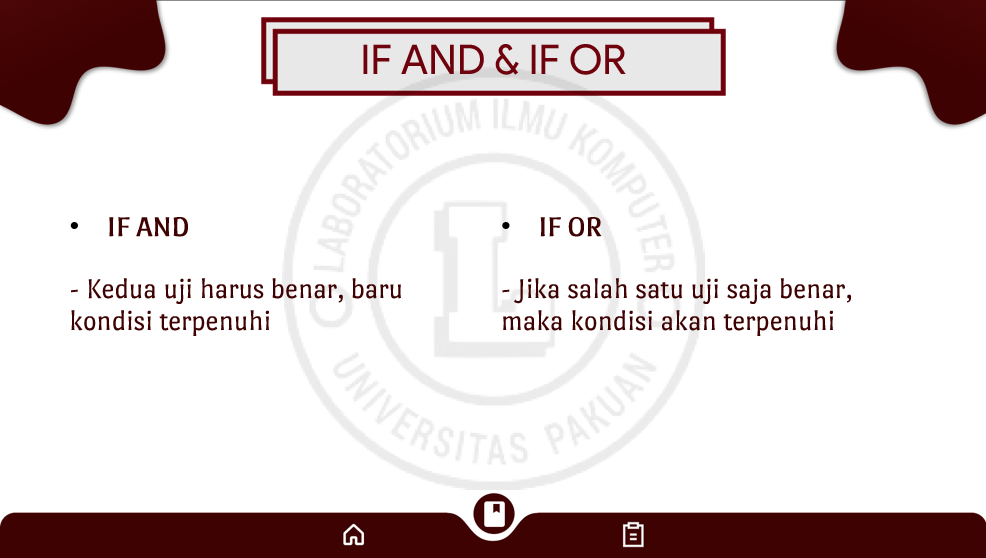 IF AND & IF OR
LABORATORIUM ILMU KOMPUTER
• IF AND
- Kedua uji harus benar, baru
kondisi terpenuhi
• IF OR
- Jika salah satu uji saja benar,
maka kondisi akan terpenuhi
L
UNIVERSITAS PAKUAN